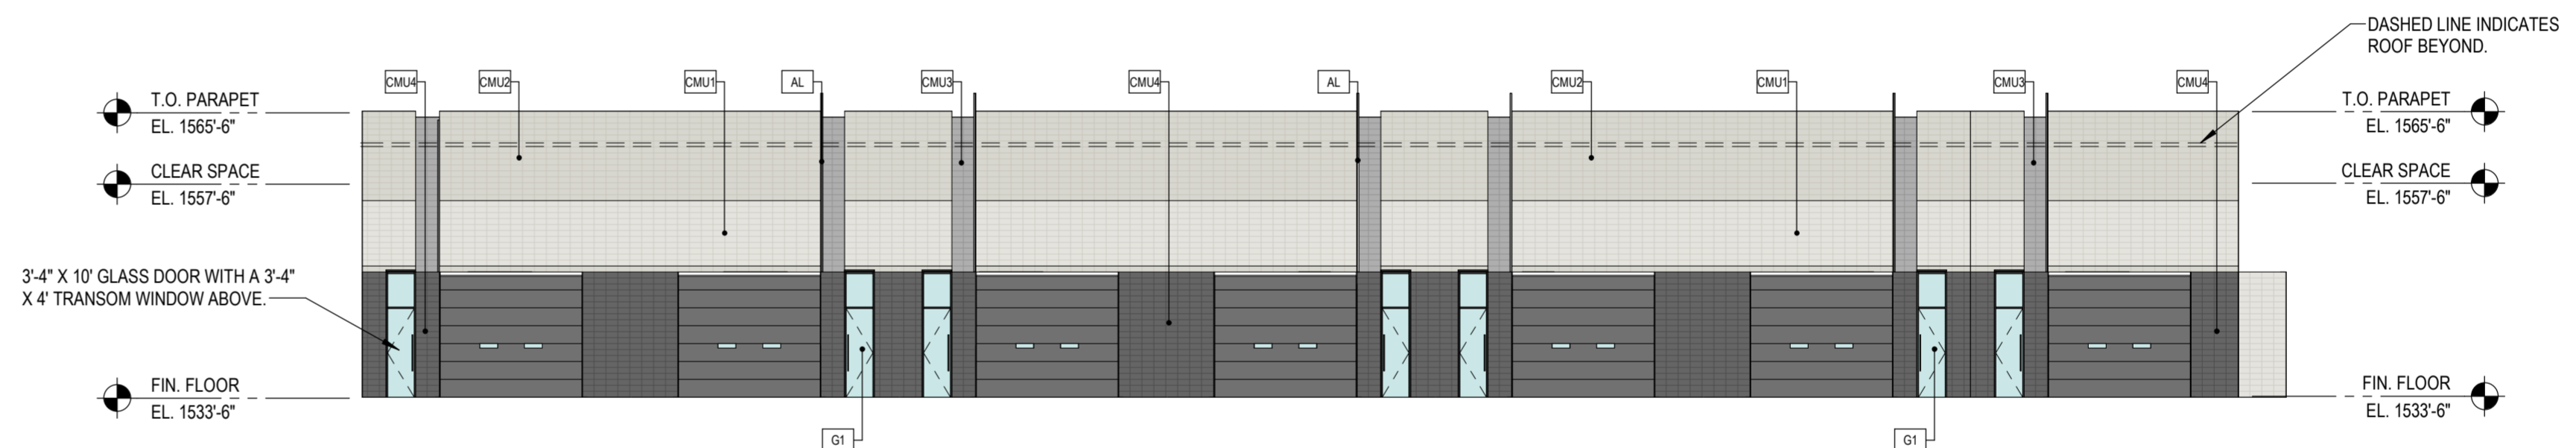 DASHED LINE INDICATES
ROOF BEYOND.
CMU4
CMU2
CMU1
AL
CMU3
CMU4
AL
CMU2
CMU1
CMU3
CMU4
T.O. PARAPET
EL. 1565'-6"
T.O. PARAPET
EL. 1565'-6"
CLEAR SPACE
EL. 1557'-6"
CLEAR SPACE
EL. 1557'-6"
3'-4" X 10' GLASS DOOR WITH A 3'-4"
X 4' TRANSOM WINDOW ABOVE.
FIN. FLOOR
EL. 1533'-6"
FIN. FLOOR
EL. 1533'-6"
G1
G1